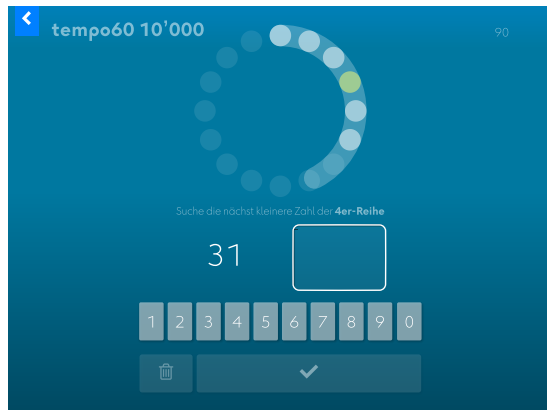 tempo60 10’000
90
Suche die nächst kleinere Zahl der 4er-Reihe
31
1 2 3 4 5 6 7 8 9 0